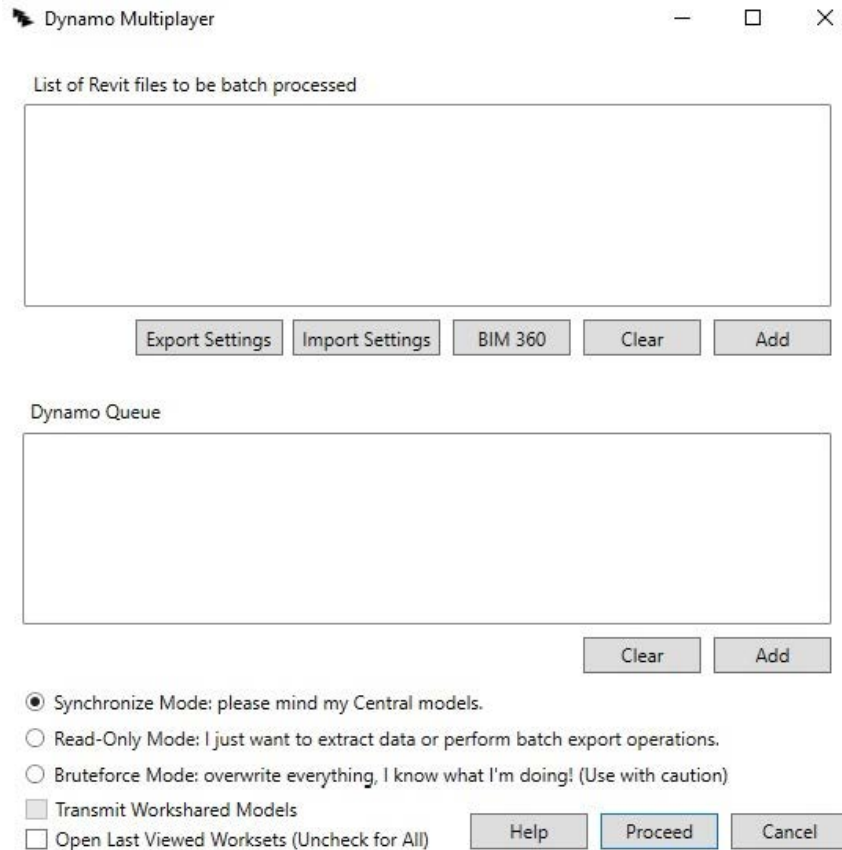 Dynamo Multiplayer
List of Revit files to be batch processed
Export Settings Import Settings BIM 360 Clear Add
Dynamo Queue
Clear Add
Synchronize Mode: please mind my Central models.
Read-Only Mode: I just want to extract data or perform batch export operations.
Bruteforce Mode: overwrite everything, I know what I'm doing! (Use with caution)
Transmit Workshared Models
Open Last Viewed Worksets (Uncheck for All) Help Proceed Cancel